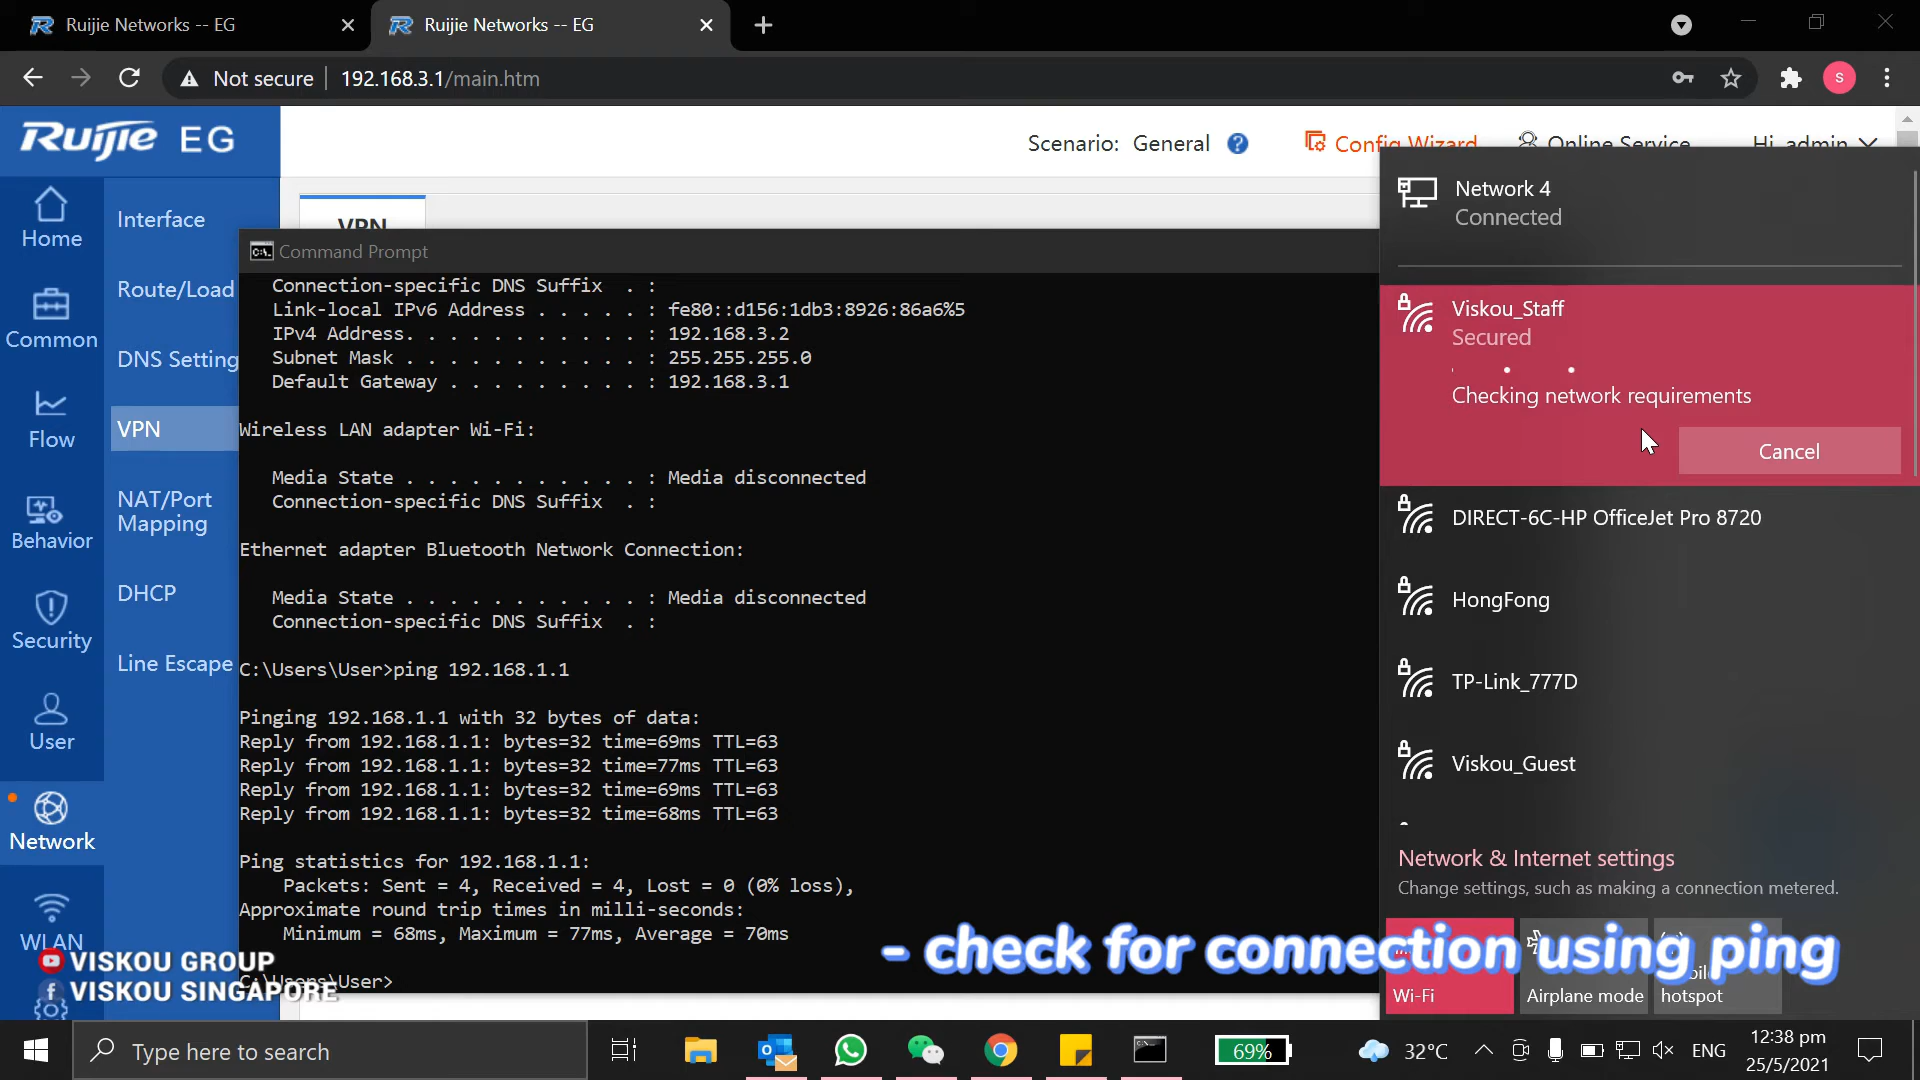 Ruijie Networks -- EG
Ruijie Networks -- EG
Not secure
192.168.3.1/main.htm
S
Ruijie EG
Scenario: General
?
Config Wizard
Online Service
Hi, admin
Home
Common
Flow
Behavior
Security
User
Network
WLAN
Interface
Route/Load
DNS Setting
VPN
NAT/Port
Mapping
DHCP
Line Escape
VPN
Command Prompt
Connection-specific DNS Suffix . :
Link-local IPv6 Address . . . . . : fe80::d156:1db3:8926:86a6%5
IPv4 Address. . . . . . . . . . . : 192.168.3.2
Subnet Mask . . . . . . . . . . . : 255.255.255.0
Default Gateway . . . . . . . . . : 192.168.3.1
Wireless LAN adapter Wi-Fi:
Media State . . . . . . . . . . . : Media disconnected
Connection-specific DNS Suffix . :
Ethernet adapter Bluetooth Network Connection:
Media State . . . . . . . . . . . : Media disconnected
Connection-specific DNS Suffix . :
C:\Users\User>ping 192.168.1.1
Pinging 192.168.1.1 with 32 bytes of data:
Reply from 192.168.1.1: bytes=32 time=69ms TTL=63
Reply from 192.168.1.1: bytes=32 time=77ms TTL=63
Reply from 192.168.1.1: bytes=32 time=69ms TTL=63
Reply from 192.168.1.1: bytes=32 time=68ms TTL=63
Ping statistics for 192.168.1.1:
Packets: Sent = 4, Received = 4, Lost = 0 (0% loss),
Approximate round trip times in milli-seconds:
Minimum = 68ms, Maximum = 77ms, Average = 70ms
C:\Users\User>
Network 4
Connected
Viskou_Staff
Secured
Checking network requirements
Cancel
DIRECT-6C-HP OfficeJet Pro 8720
HongFong
TP-Link_777D
Viskou_Guest
Network & Internet settings
Change settings, such as making a connection metered.
Wi-Fi
Airplane mode
hotspot
- check for connection using ping
VISKOU GROUP
VISKOU SINGAPORE
Type here to search
69%
32°C
ENG
12:38 pm
25/5/2021